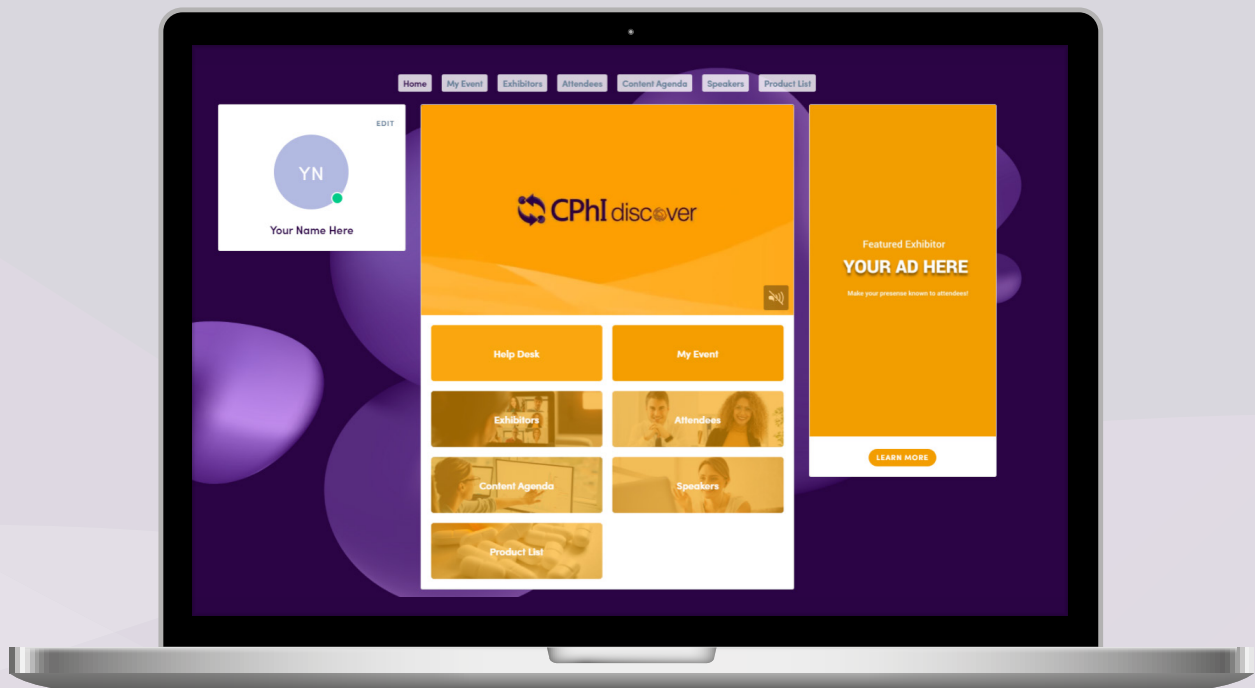 Home My Event Exhibitors Attendees Content Agenda Speakers Product List
EDIT
YN
Your Name Here
CPhI discover
Help Desk
My Event
Exhibitors
Attendees
Content Agenda
Speakers
Product List
Featured Exhibitor
YOUR AD HERE
Make your presense known to attendees!
LEARN MORE